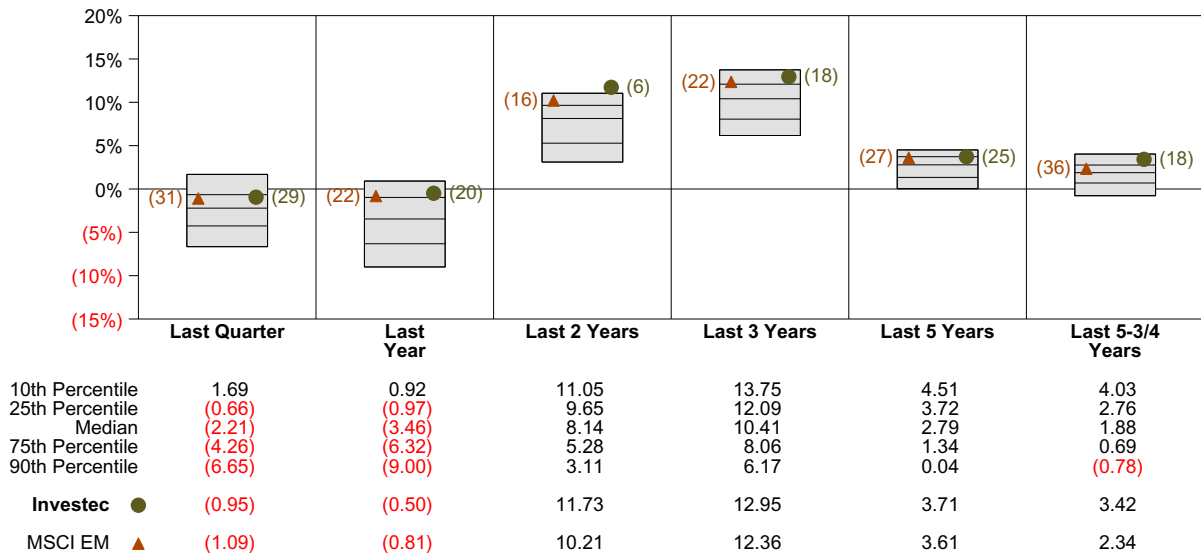 20%
15%
10%
5%
0%
(5%)
(10%)
(15%)
(31) (29)
(22) (20)
(16) (6)
(22) (18)
(27) (25)
(36) (18)
Last Quarter Last Year Last 2 Years Last 3 Years Last 5 Years Last 5-3/4 Years
10th Percentile 1.69 0.92 11.05 13.75 4.51 4.03
25th Percentile (0.66) (0.97) 9.65 12.09 3.72 2.76
Median (2.21) (3.46) 8.14 10.41 2.79 1.88
75th Percentile (4.26) (6.32) 5.28 8.06 1.34 0.69
90th Percentile (6.65) (9.00) 3.11 6.17 0.04 (0.78)
Investec (0.95) (0.50) 11.73 12.95 3.71 3.42
MSCI EM (1.09) (0.81) 10.21 12.36 3.61 2.34